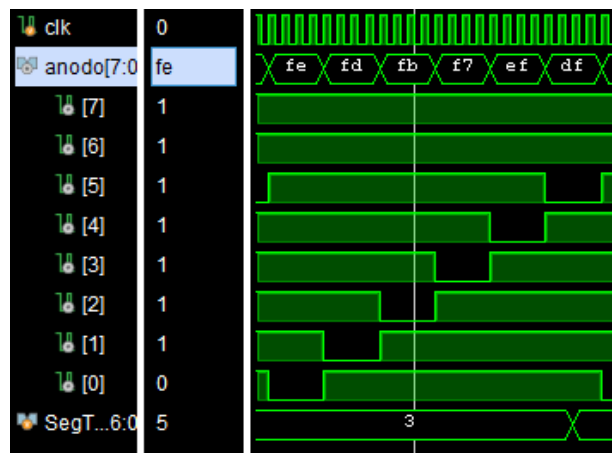 clk 0
anodo[7:0 fe fe fd fb f7 ef df
[7] 1
[6] 1
[5] 1
[4] 1
[3] 1
[2] 1
[1] 1
[0] 0
SegT...6:0 5 3